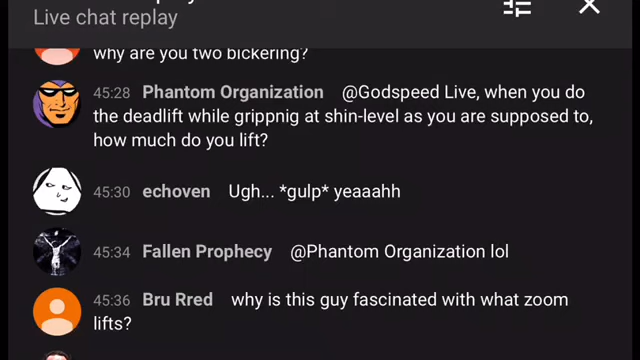 Live chat replay
why are you two bickering?
45:28 Phantom Organization @Godspeed Live, when you do
the deadlift while grippnig at shin-level as you are supposed to,
how much do you lift?
45:30 echoven Ugh... *gulp* yeaaahh
45:34 Fallen Prophecy @Phantom Organization lol
45:36 Bru Rred why is this guy fascinated with what zoom
lifts?